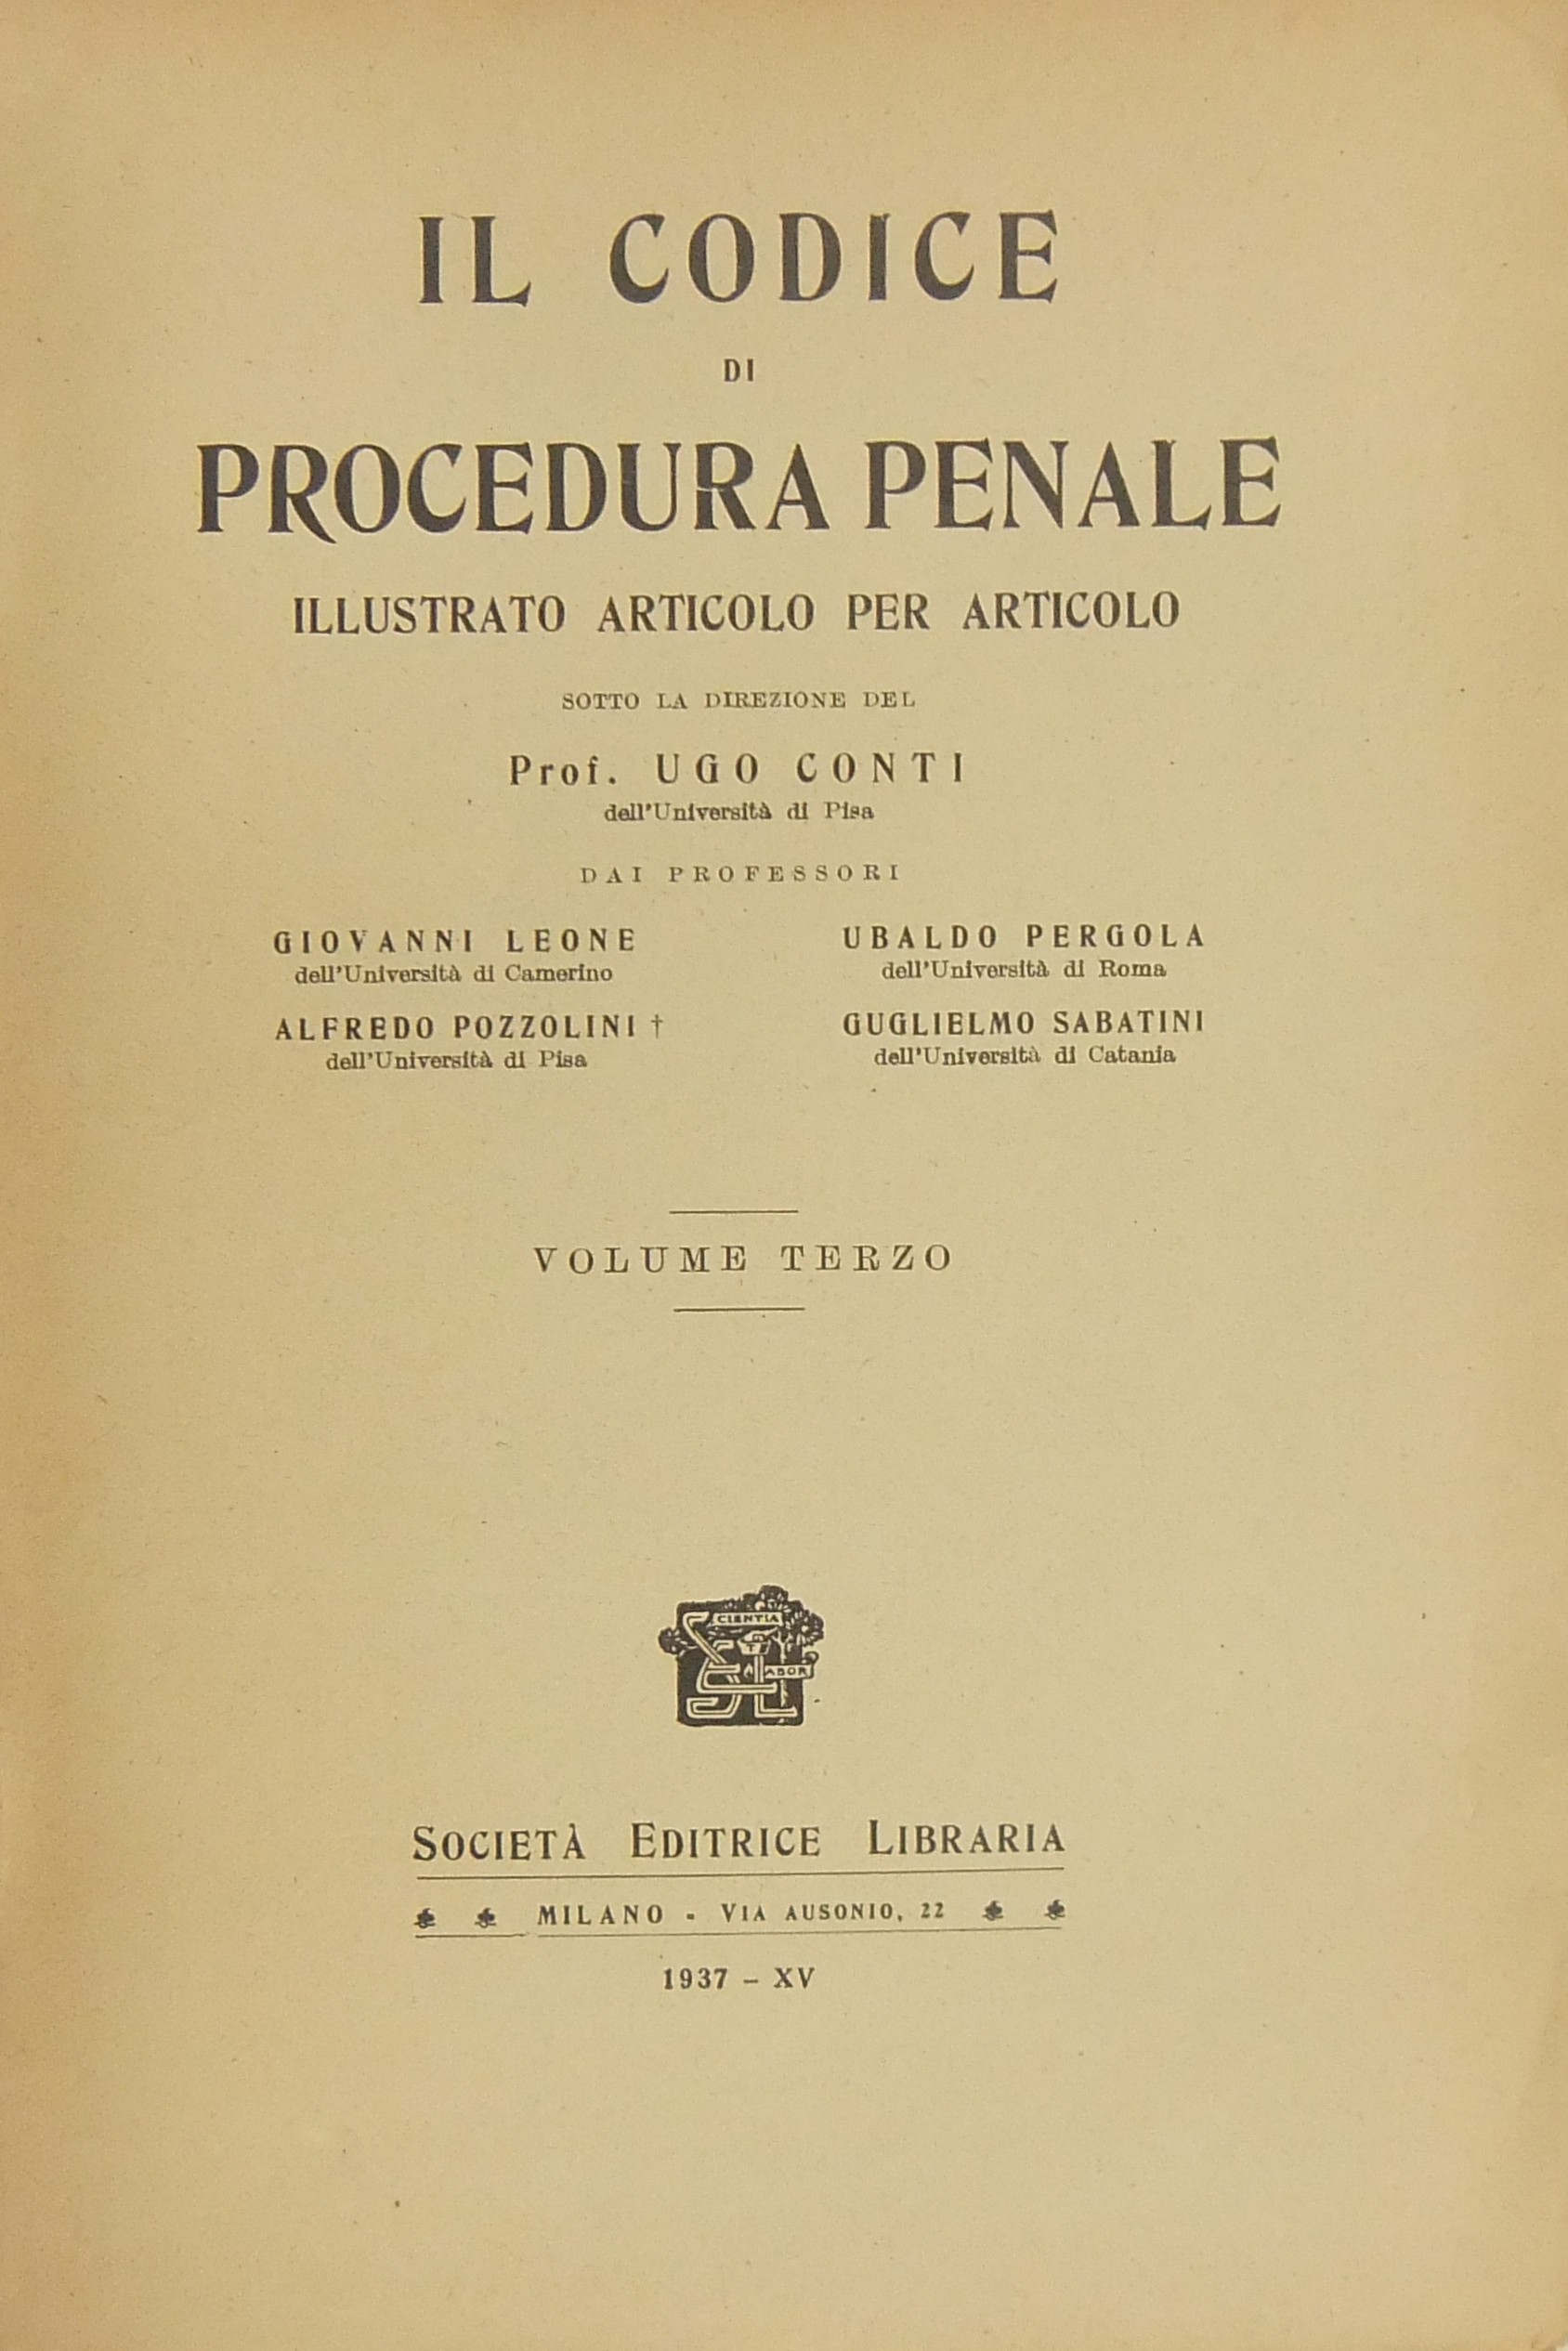 IL CODICE
DI
PROCEDURA PENALE
ILLUSTRATO ARTICOLO PER ARTICOLO
SOTTO LA DIREZIONE DEL
Prof. UGO CONTI
dell'Università di Pisa
DAI PROFESSORI
GIOVANNI LEONE
dell'Università di Camerino
UBALDO PERGOLA
dell'Università di Roma
ALFREDO POZZOLINI †
dell'Università di Pisa
GUGLIELMO SABATINI
dell'Università di Catania
VOLUME TERZO
SCIENTIA
ET
LABOR
SOCIETÀ EDITRICE LIBRARIA
MILANO - VIA AUSONIO, 22
1937 - XV